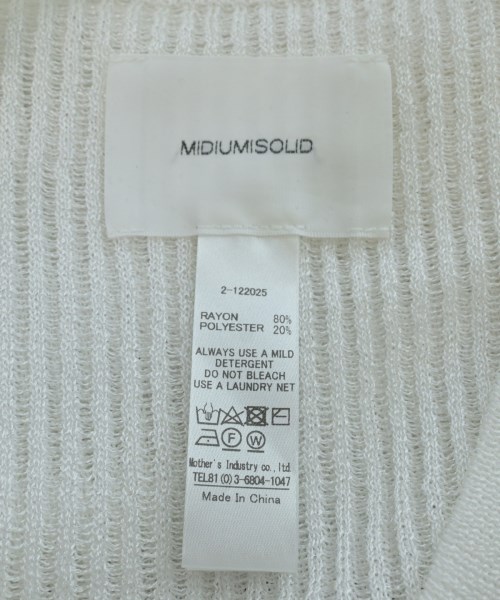 MIDIUMISOLID
2-122025
RAYON 80%
POLYESTER 20%
ALWAYS USE A MILD
DETERGENT
DO NOT BLEACH
USE A LAUNDRY NET
F W
Mother's Industry co., ltd.
TEL81(0)3-6804-1047
Made In China